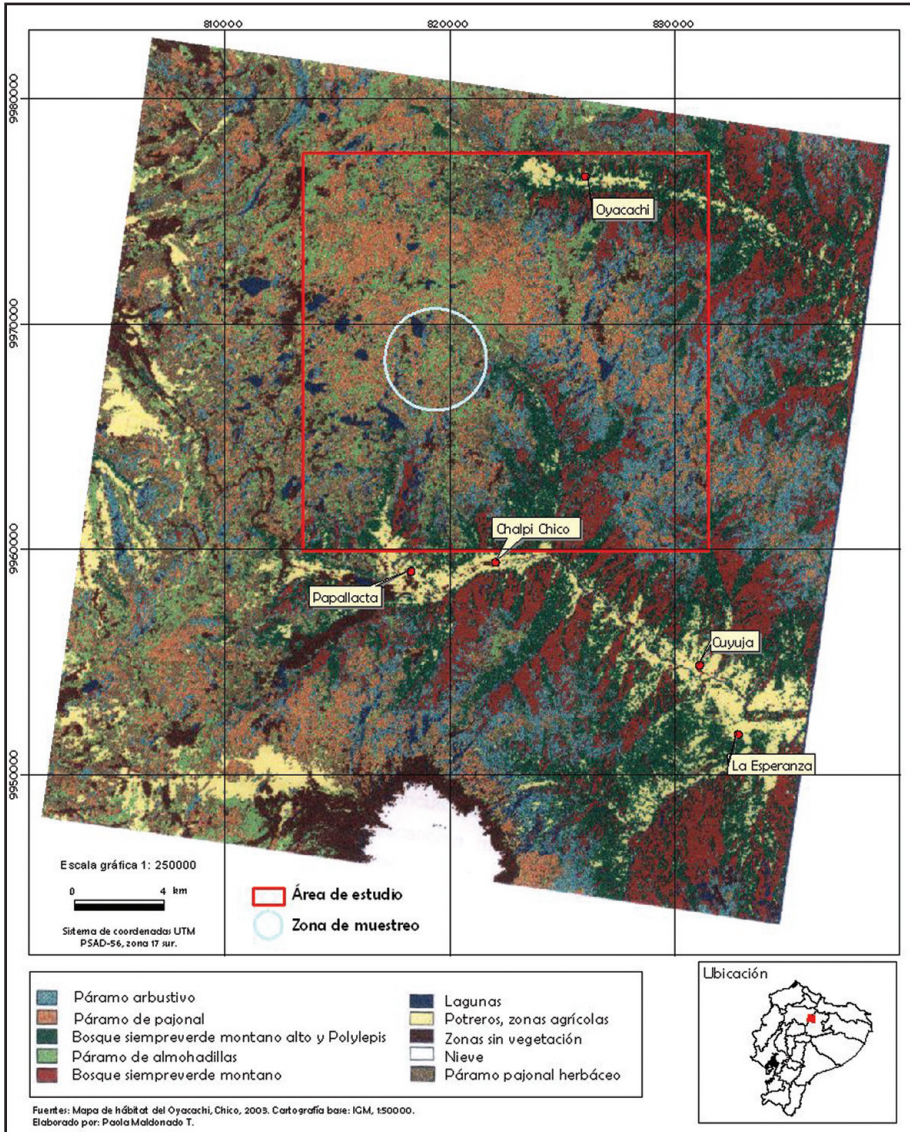 810000 820000 830000
9980000
9970000
9960000
9950000
Oyacachi
Chalpi Chico
Papallacta
Cuyuja
La Esperanza
Escala gráfica 1: 250000
0 4 km
Sistema de coordenadas UTM
PSAD-56, zona 17 sur.
Área de estudio
Zona de muestreo
Páramo arbustivo
Páramo de pajonal
Bosque siempreverde montano alto y Polylepis
Páramo de almohadillas
Bosque siempreverde montano
Lagunas
Potreros, zonas agrícolas
Zonas sin vegetación
Nieve
Páramo pajonal herbáceo
Ubicación
Fuentes: Mapa de hábitat del Oyacachi, Chico, 2003. Cartografía base: IGM, 1:50000.
Elaborado por: Paola Maldonado T.